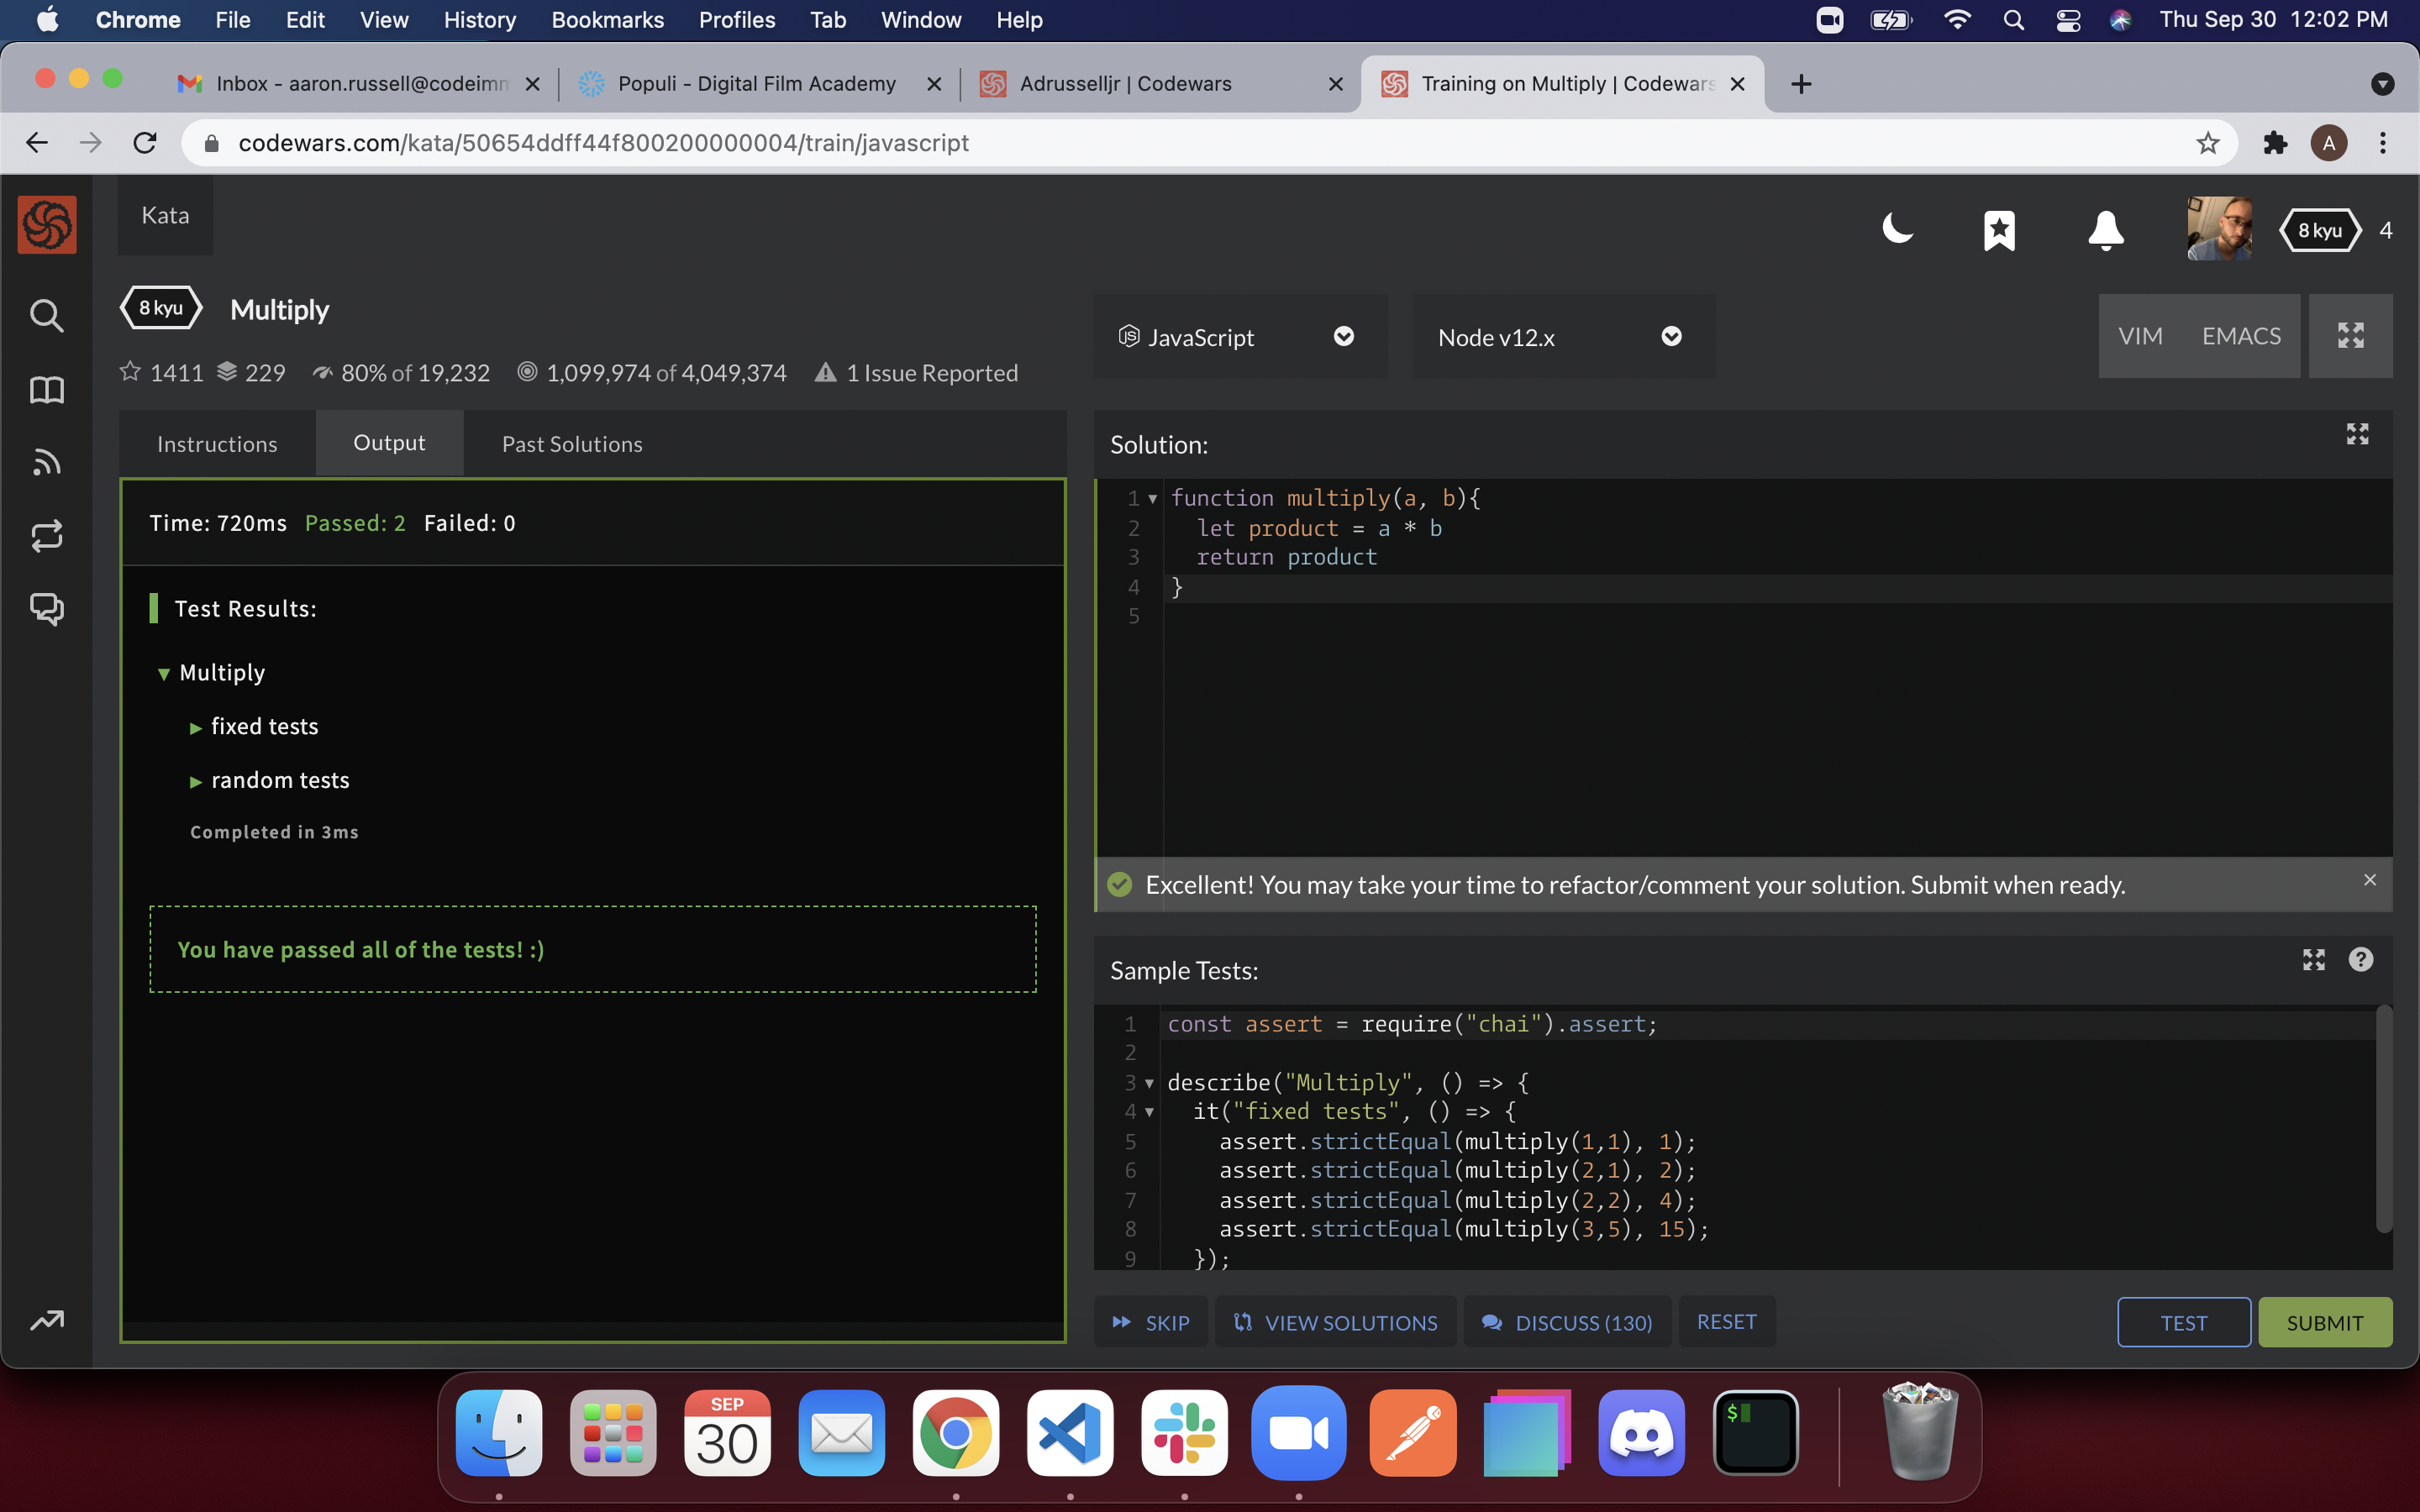 Chrome File Edit View History Bookmarks Profiles Tab Window Help Thu Sep 30 12:02 PM
Inbox - aaron.russell@codeimm
Populi - Digital Film Academy
Adrusselljr | Codewars
Training on Multiply | Codewars
codewars.com/kata/50654ddff44f800200000004/train/javascript
A
Kata
8 kyu 4
8 kyu Multiply
1411 229 80% of 19,232 1,099,974 of 4,049,374 1 Issue Reported
JS JavaScript
Node v12.x
VIM EMACS
Instructions Output Past Solutions
Time: 720ms Passed: 2 Failed: 0
Test Results:
Multiply
fixed tests
random tests
Completed in 3ms
You have passed all of the tests! :)
Solution:
1 function multiply(a, b){
2 let product = a * b
3 return product
4 }
5
Excellent! You may take your time to refactor/comment your solution. Submit when ready.
Sample Tests:
?
1 const assert = require("chai").assert;
2
3 describe("Multiply", () => {
4 it("fixed tests", () => {
5 assert.strictEqual(multiply(1,1), 1);
6 assert.strictEqual(multiply(2,1), 2);
7 assert.strictEqual(multiply(2,2), 4);
8 assert.strictEqual(multiply(3,5), 15);
9 });
SKIP VIEW SOLUTIONS DISCUSS (130) RESET TEST SUBMIT
SEP
30
$